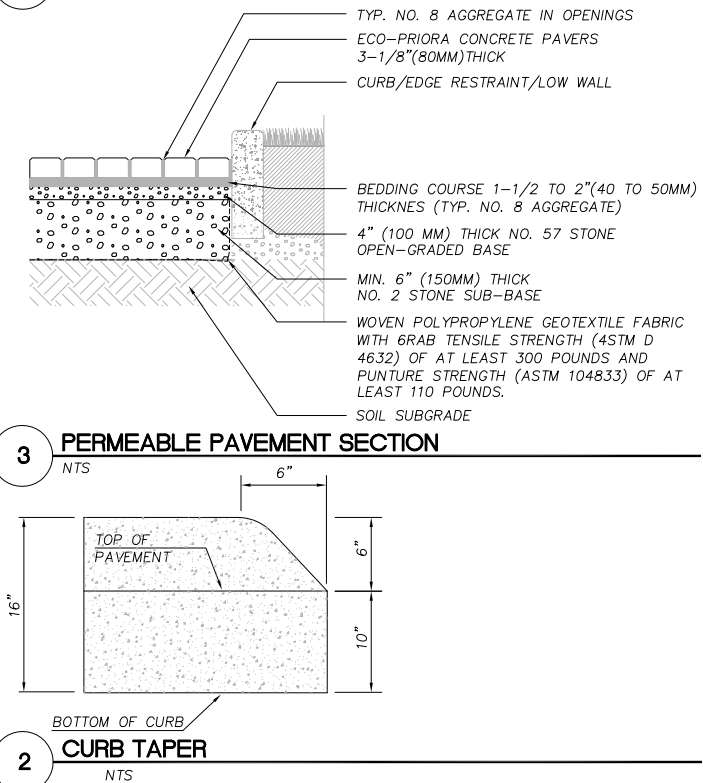 TYP. NO. 8 AGGREGATE IN OPENINGS
ECO-PRIORA CONCRETE PAVERS
3-1/8"(80MM)THICK
CURB/EDGE RESTRAINT/LOW WALL
BEDDING COURSE 1-1/2 TO 2"(40 TO 50MM)
THICKNES (TYP. NO. 8 AGGREGATE)
4" (100 MM) THICK NO. 57 STONE
OPEN-GRADED BASE
MIN. 6" (150MM) THICK
NO. 2 STONE SUB-BASE
WOVEN POLYPROPYLENE GEOTEXTILE FABRIC
WITH 6RAB TENSILE STRENGTH (4STM D
4632) OF AT LEAST 300 POUNDS AND
PUNTURE STRENGTH (ASTM 104833) OF AT
LEAST 110 POUNDS.
SOIL SUBGRADE
3 PERMEABLE PAVEMENT SECTION
NTS
6"
TOP OF
PAVEMENT
6"
16"
10"
BOTTOM OF CURB
2 CURB TAPER
NTS